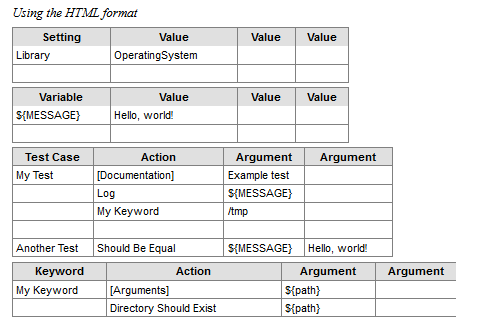 Using the HTML format
Setting Value Value Value
Library OperatingSystem
Variable Value Value Value
${MESSAGE} Hello, world!
Test Case Action Argument Argument
My Test [Documentation] Example test
Log ${MESSAGE}
My Keyword /tmp
Another Test Should Be Equal ${MESSAGE} Hello, world!
Keyword Action Argument Argument
My Keyword [Arguments] ${path}
Directory Should Exist ${path}